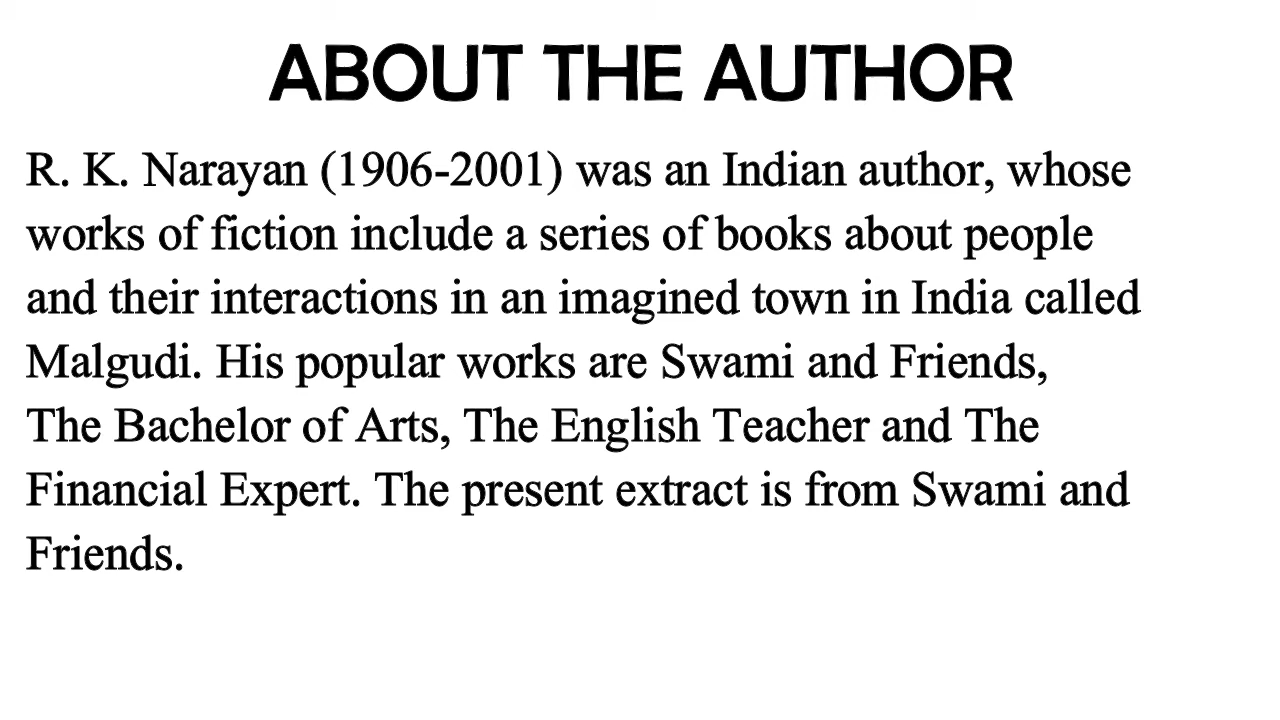 ABOUT THE AUTHOR
R. K. Narayan (1906-2001) was an Indian author, whose
works of fiction include a series of books about people
and their interactions in an imagined town in India called
Malgudi. His popular works are Swami and Friends,
The Bachelor of Arts, The English Teacher and The
Financial Expert. The present extract is from Swami and
Friends.